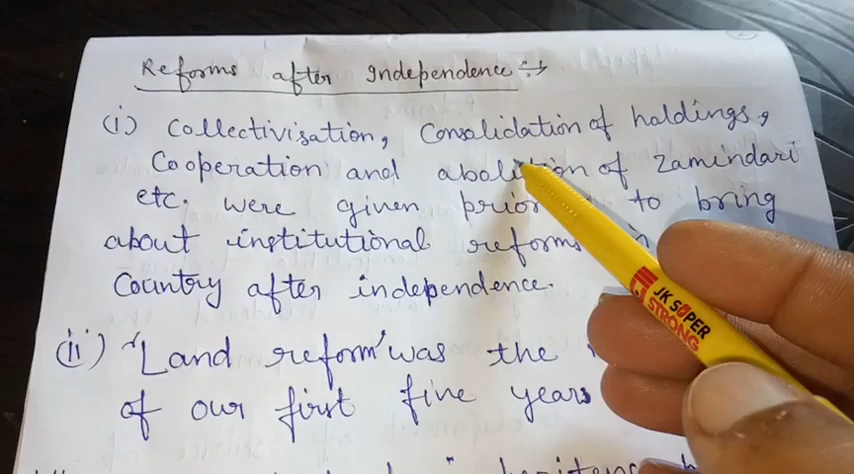 Reforms after Independence :→
(i) Collectivisation, Consolidation of holdings,
Cooperation and abolition of Zamindari
etc. were given to bring
about institutional reforms
Country after independence.
(ii) "Land reform" was the
of our first five years
JK SUPER
STRONG